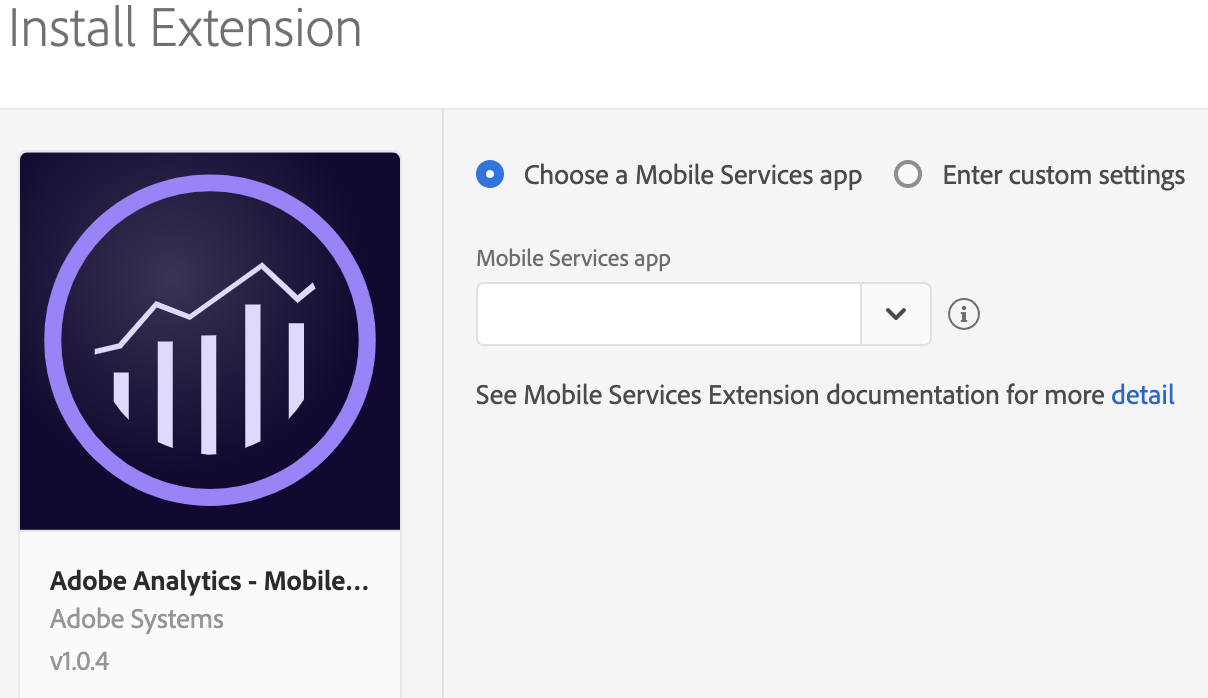 Install Extension
Choose a Mobile Services app
Enter custom settings
Mobile Services app
See Mobile Services Extension documentation for more detail
Adobe Analytics - Mobile...
Adobe Systems
v1.0.4